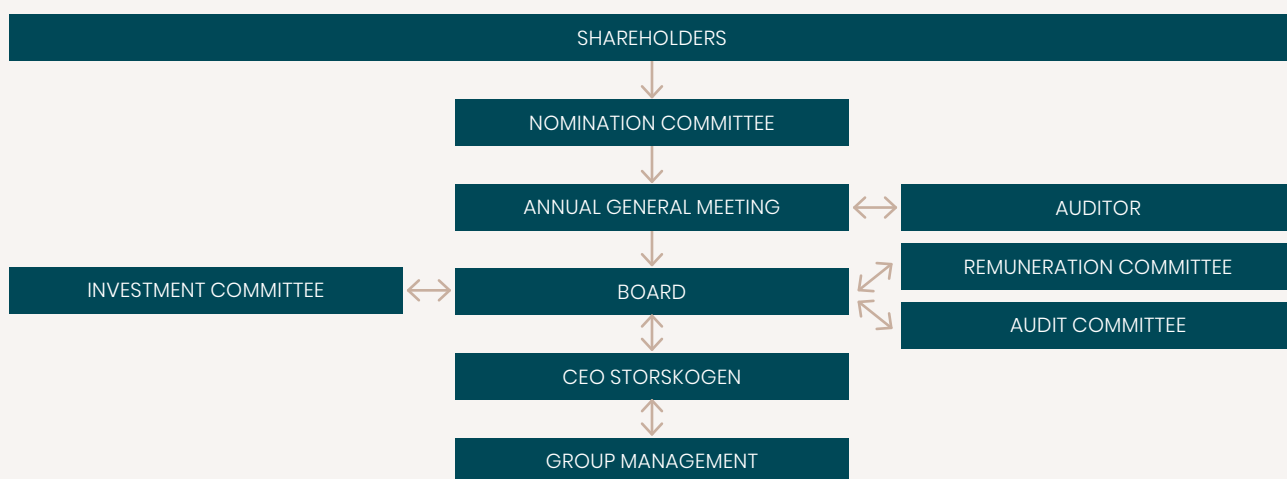 SHAREHOLDERS
NOMINATION COMMITTEE
ANNUAL GENERAL MEETING
AUDITOR
REMUNERATION COMMITTEE
INVESTMENT COMMITTEE
BOARD
AUDIT COMMITTEE
CEO STORSKOGEN
GROUP MANAGEMENT